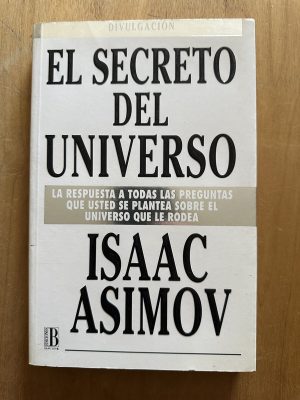 DIVULGACIÓN
EL SECRETO
DEL
UNIVERSO
LA RESPUESTA A TODAS LAS PREGUNTAS
QUE USTED SE PLANTEA SOBRE EL
UNIVERSO QUE LE RODEA
ISAAC
ASIMOV
B